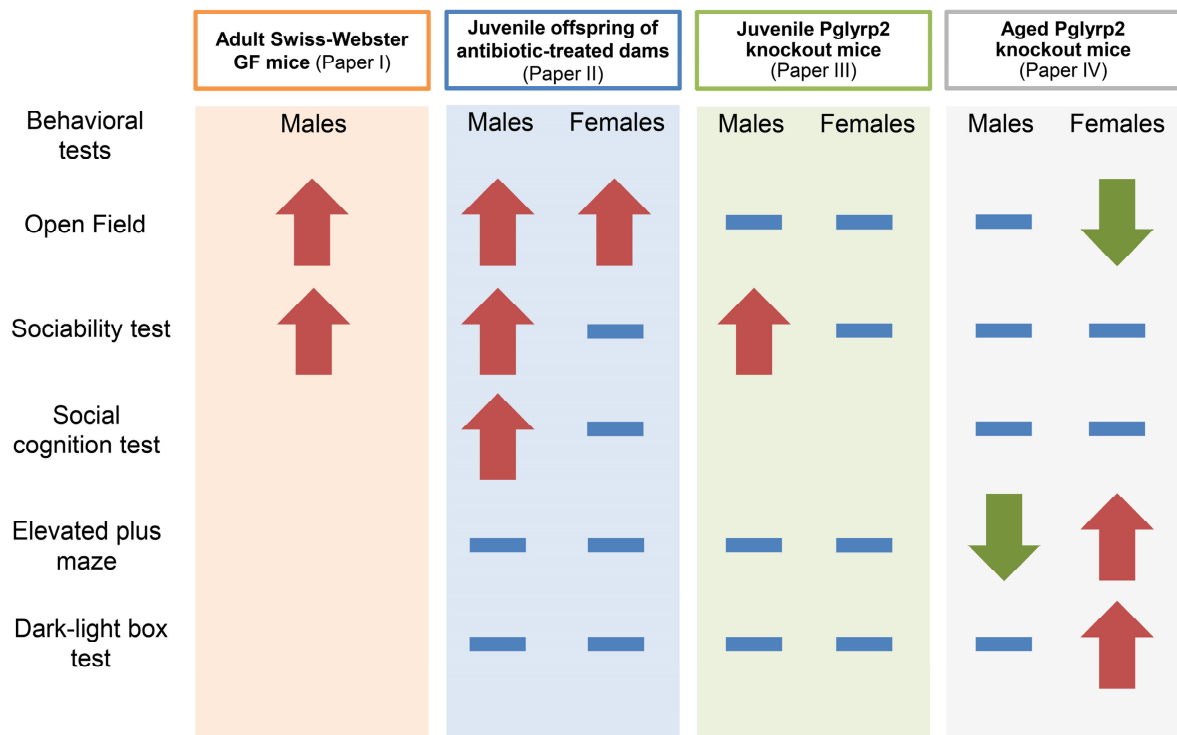 Adult Swiss-Webster
GF mice (Paper I)
Juvenile offspring of
antibiotic-treated dams
(Paper II)
Juvenile Pglyrp2
knockout mice
(Paper III)
Aged Pglyrp2
knockout mice
(Paper IV)
Behavioral
tests
Males
Males Females
Males Females
Males Females
Open Field
Sociability test
Social
cognition test
Elevated plus
maze
Dark-light box
test